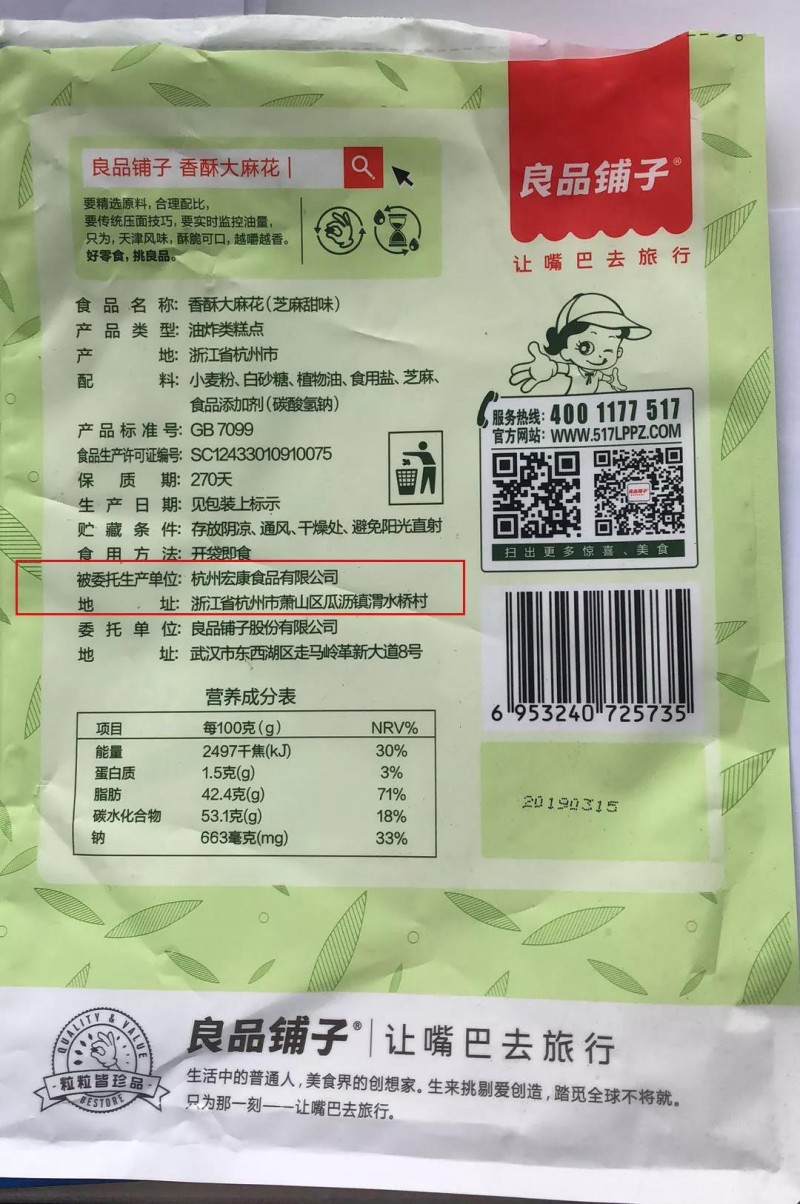 良品铺子 香酥大麻花
要精选原料，合理配比，
要传统压面技巧，要实时监控油量，
只为，天津风味，酥脆可口，越嚼越香。
好零食，挑良品。
良品铺子®
让嘴巴去旅行
食品名称：香酥大麻花（芝麻甜味）
产品类型：油炸类糕点
产地：浙江省杭州市
配料：小麦粉、白砂糖、植物油、食用盐、芝麻、
食品添加剂（碳酸氢钠）
产品标准号：GB 7099
食品生产许可证编号：SC12433010910075
保质期：270天
生产日期：见包装上标示
贮藏条件：存放阴凉、通风、干燥处、避免阳光直射
食用方法：开袋即食
被委托生产单位：杭州宏康食品有限公司
地址：浙江省杭州市萧山区瓜沥镇渭水桥村
委托单位：良品铺子股份有限公司
地址：武汉市东西湖区走马岭革新大道8号
服务热线：400 1177 517
官方网站：WWW.517LPPZ.COM
良品铺子
扫出更多惊喜、美食
6 953240 725735
20190315
营养成分表
项目 每100克(g) NRV%
能量 2497千焦(kJ) 30%
蛋白质 1.5克(g) 3%
脂肪 42.4克(g) 71%
碳水化合物 53.1克(g) 18%
钠 663毫克(mg) 33%
QUALITY & VALUE
粒粒皆珍品
BESTORE
良品铺子®|让嘴巴去旅行
生活中的普通人，美食界的创想家。生来挑剔爱创造，踏觅全球不将就。
只为那一刻——让嘴巴去旅行。